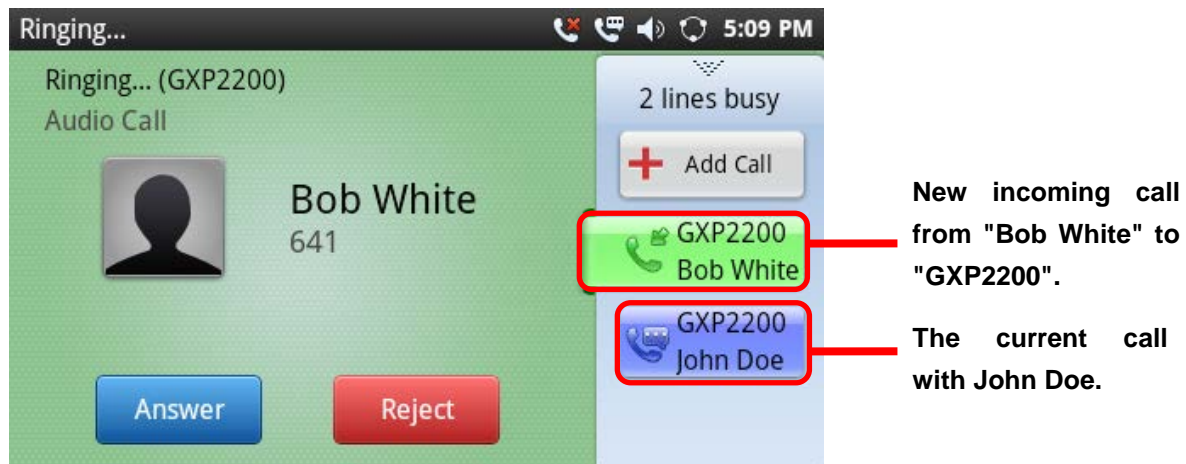 Ringing...
5:09 PM
Ringing... (GXP2200)
Audio Call
Bob White
641
Answer
Reject
2 lines busy
Add Call
GXP2200
Bob White
GXP2200
John Doe
New incoming call
from "Bob White" to
"GXP2200".
The current call
with John Doe.